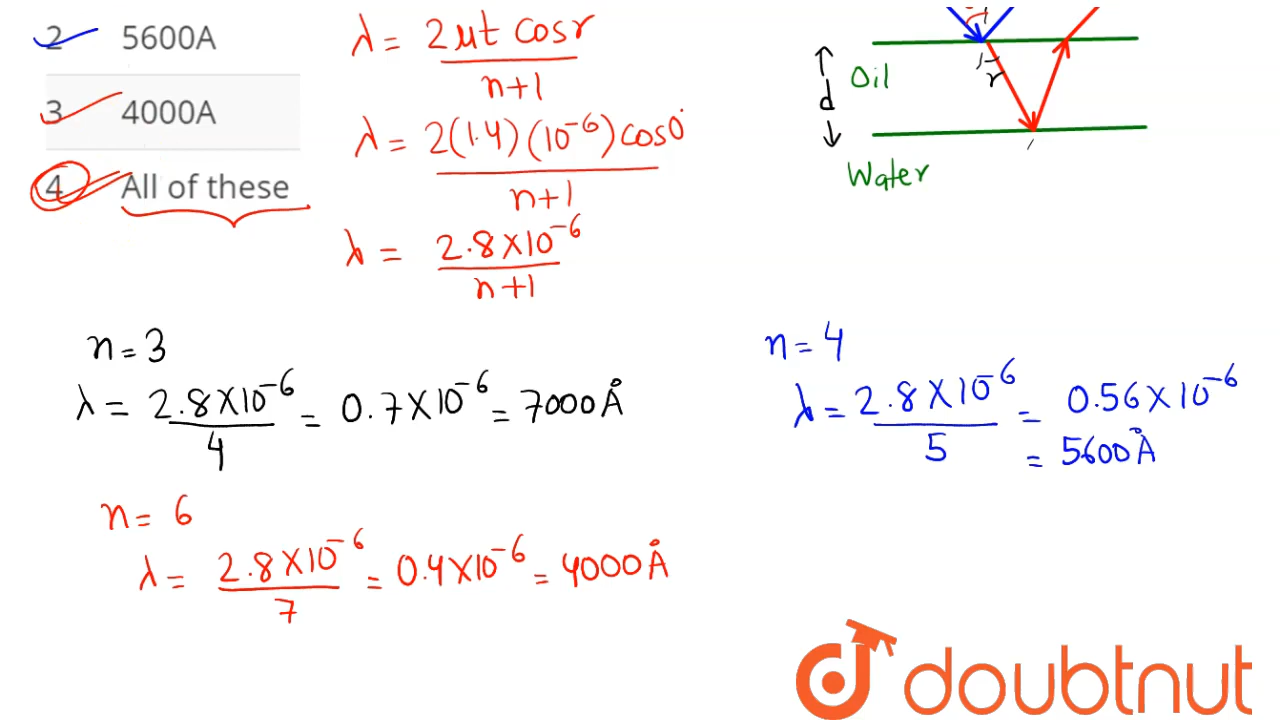 2 5600A
3 4000A
4 All of these
λ = 2μt cosr / n+1
λ = 2(1.4)(10⁻⁶)cos0° / n+1
λ = 2.8×10⁻⁶ / n+1
r
d
Oil
Water
n = 3
λ = 2.8×10⁻⁶ / 4 = 0.7×10⁻⁶ = 7000Å
n = 4
λ = 2.8×10⁻⁶ / 5 = 0.56×10⁻⁶
= 5600Å
n = 6
λ = 2.8×10⁻⁶ / 7 = 0.4×10⁻⁶ = 4000Å
doubtnut